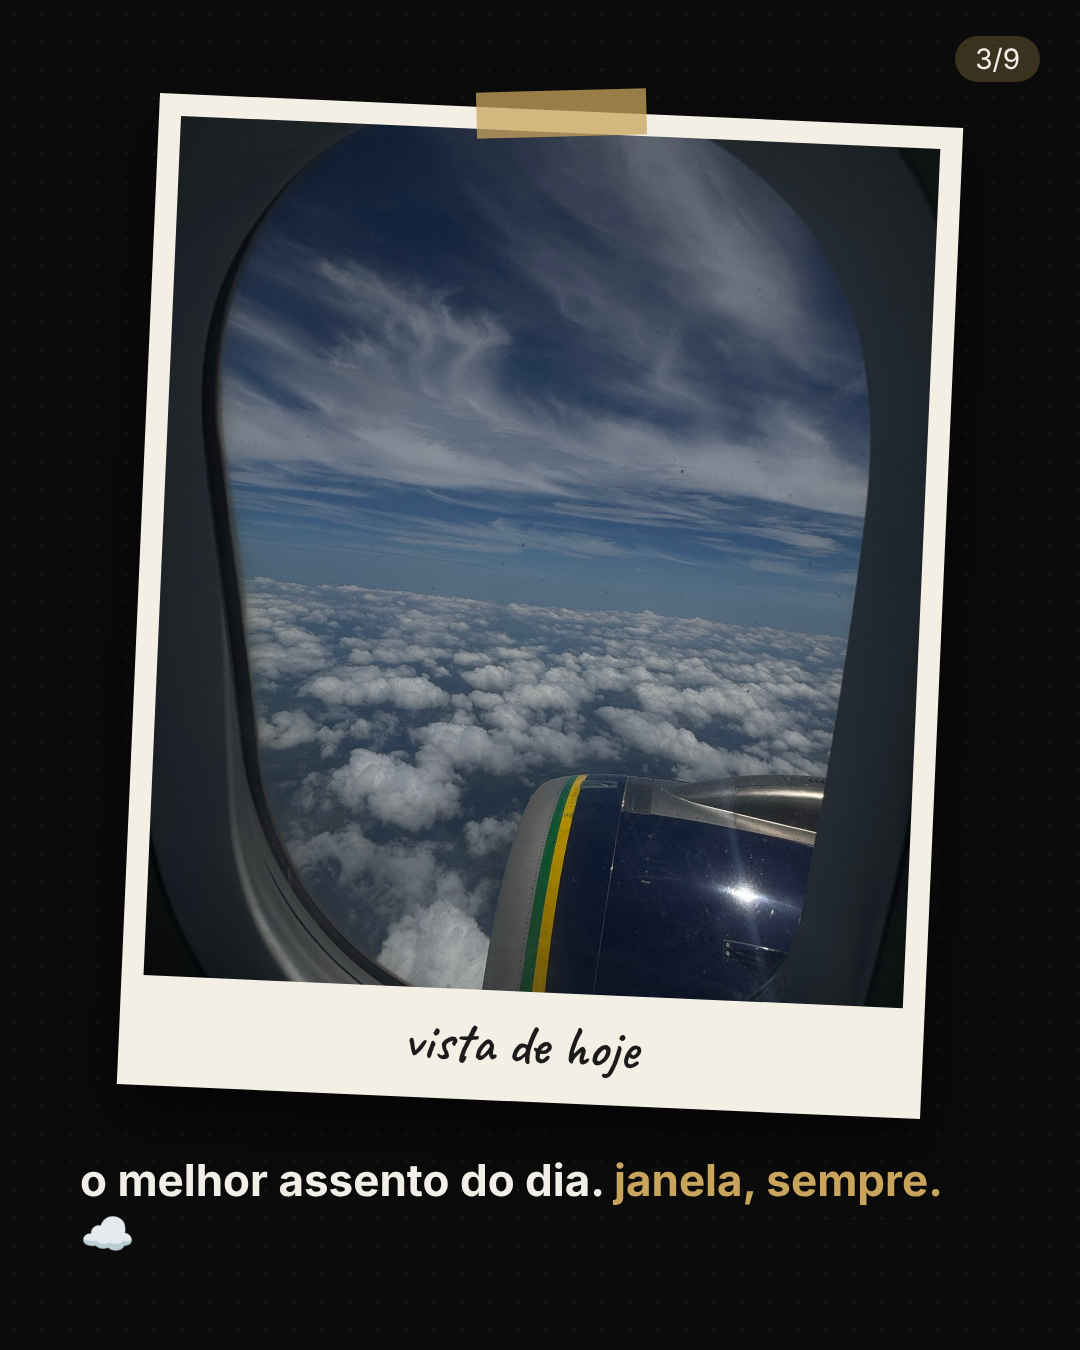 3/9
vista de hoje
o melhor assento do dia. janela, sempre.
☁️